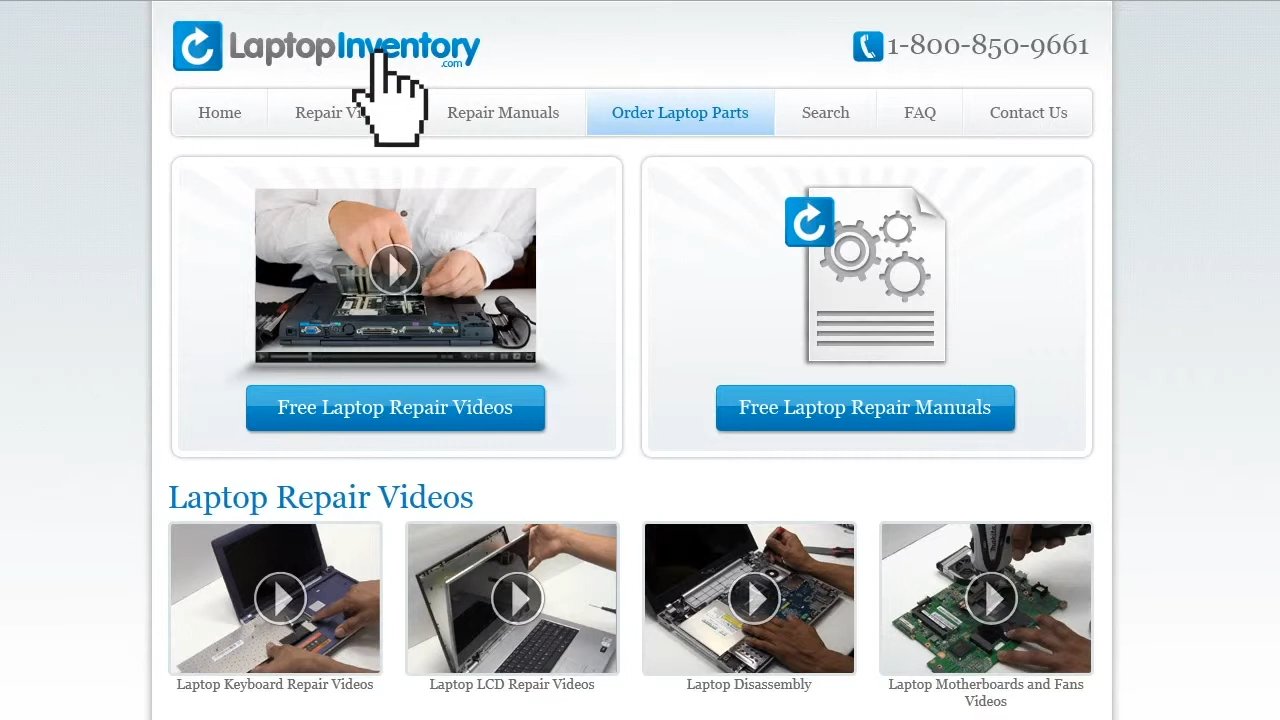 LaptopInventory
.com
1-800-850-9661
Home
Repair Vi
Repair Manuals
Order Laptop Parts
Search
FAQ
Contact Us
Free Laptop Repair Videos
Free Laptop Repair Manuals
Laptop Repair Videos
Laptop Keyboard Repair Videos
Laptop LCD Repair Videos
Laptop Disassembly
Laptop Motherboards and Fans
Videos